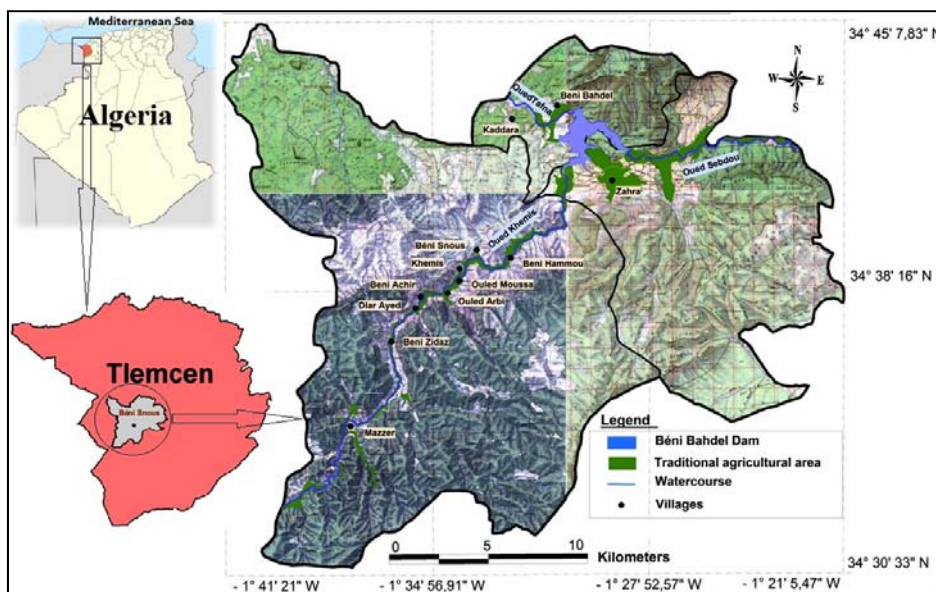 Mediterranean Sea
Algeria
34° 45' 7,83" N
N
W
E
S
Oued Tafna
Beni Bahdel
Kaddara
Oued Sebdou
Zahra
Oued Khemis
Béni Snous
Khemis
Beni Hammou
Beni Achir
Ouled Moussa
Diar Ayed
Ouled Arbi
Beni Zidaz
Mazzer
34° 38' 16" N
Tlemcen
Béni Snous
Legend
Béni Bahdel Dam
Traditional agricultural area
Watercourse
Villages
0 5 10
Kilometers
34° 30' 33" N
- 1° 41' 21" W
- 1° 34 56,91" W
- 1° 27' 52,57" W
- 1° 21' 5,47" W